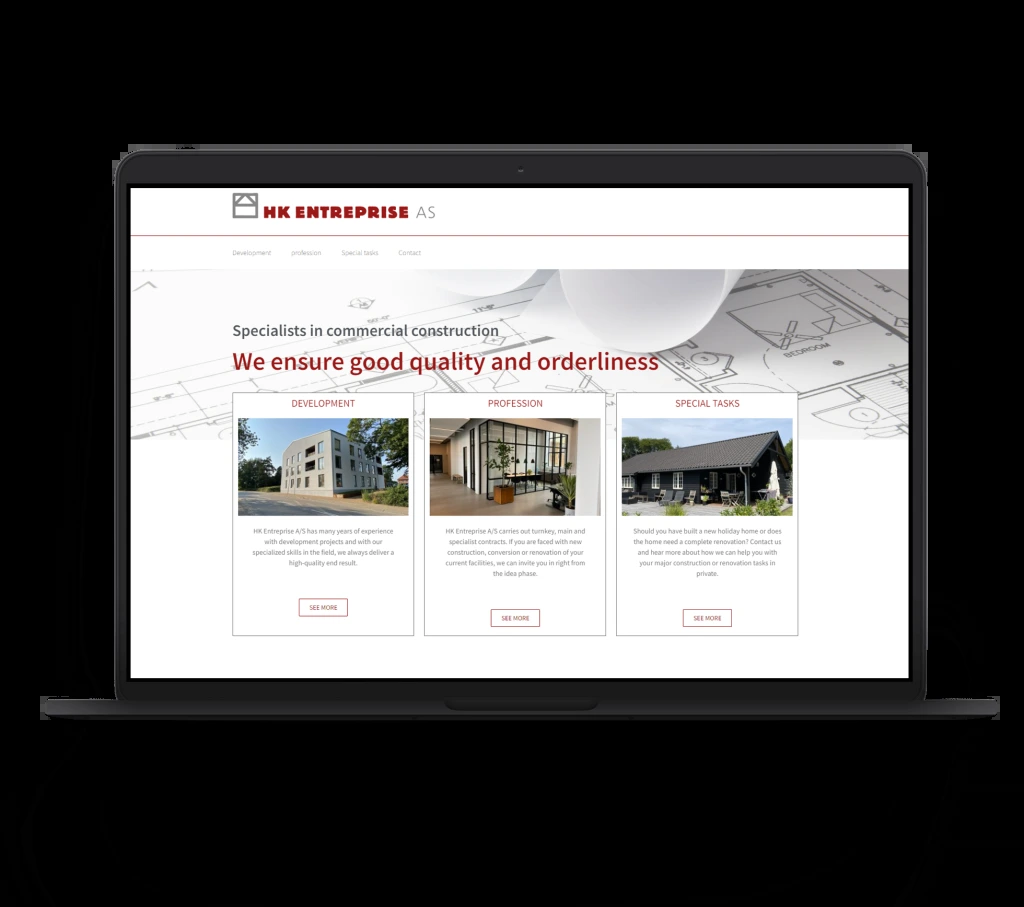 HK ENTREPRISE AS
Development profession Special tasks Contact
Specialists in commercial construction
We ensure good quality and orderliness
BEDROOM
DEVELOPMENT
HK Entreprise A/S has many years of experience
with development projects and with our
specialized skills in the field, we always deliver a
high-quality end result.
SEE MORE
PROFESSION
HK Entreprise A/S carries out turnkey, main and
specialist contracts. If you are faced with new
construction, conversion or renovation of your
current facilities, we can invite you in right from
the idea phase.
SEE MORE
SPECIAL TASKS
Should you have built a new holiday home or does
the home need a complete renovation? Contact us
and hear more about how we can help you with
your major construction or renovation tasks in
private.
SEE MORE